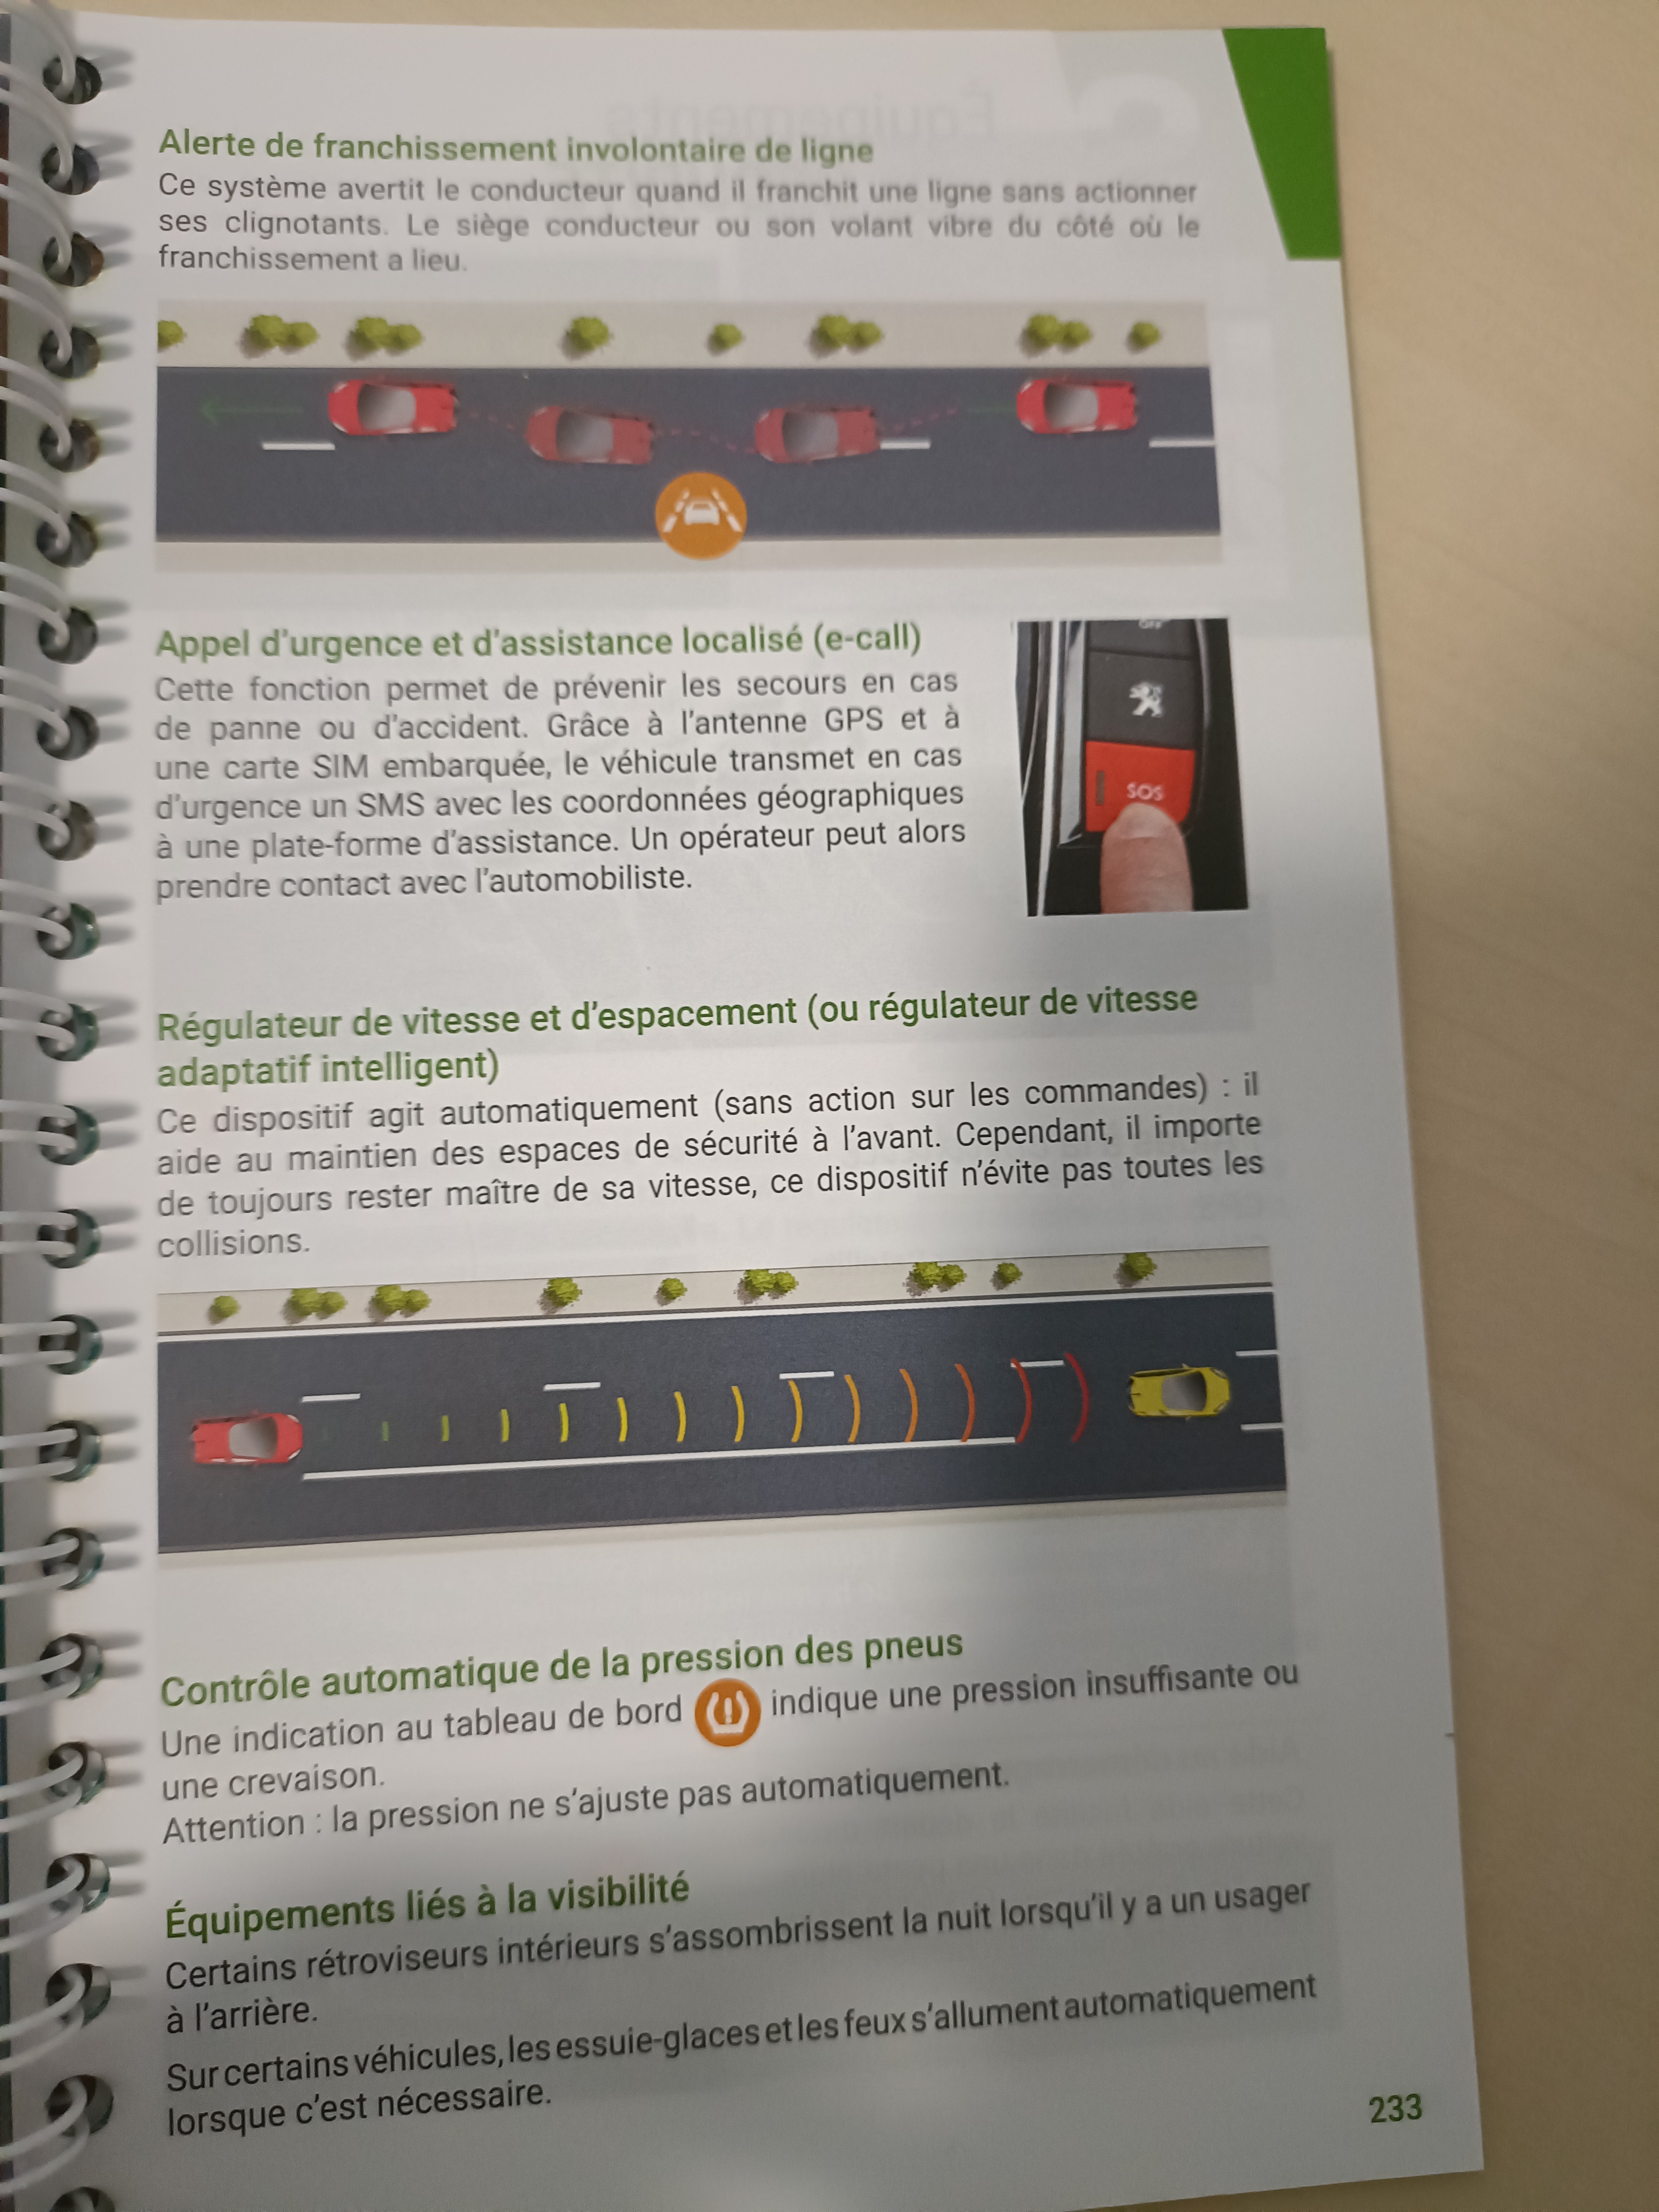 Alerte de franchissement involontaire de ligne
Ce système avertit le conducteur quand il franchit une ligne sans actionner
ses clignotants. Le siège conducteur ou son volant vibre du côté où le
franchissement a lieu.
Appel d'urgence et d'assistance localisé (e-call)
Cette fonction permet de prévenir les secours en cas
de panne ou d'accident. Grâce à l'antenne GPS et à
une carte SIM embarquée, le véhicule transmet en cas
d'urgence un SMS avec les coordonnées géographiques
à une plate-forme d'assistance. Un opérateur peut alors
prendre contact avec l'automobiliste.
OFF
SOS
Régulateur de vitesse et d'espacement (ou régulateur de vitesse
adaptatif intelligent)
Ce dispositif agit automatiquement (sans action sur les commandes) : il
aide au maintien des espaces de sécurité à l'avant. Cependant, il importe
de toujours rester maître de sa vitesse, ce dispositif n'évite pas toutes les
collisions.
Contrôle automatique de la pression des pneus
Une indication au tableau de bord indique une pression insuffisante ou
une crevaison.
Attention : la pression ne s'ajuste pas automatiquement.
Équipements liés à la visibilité
Certains rétroviseurs intérieurs s'assombrissent la nuit lorsqu'il y a un usager
à l'arrière.
Sur certains véhicules, les essuie-glaces et les feux s'allument automatiquement
lorsque c'est nécessaire.
233